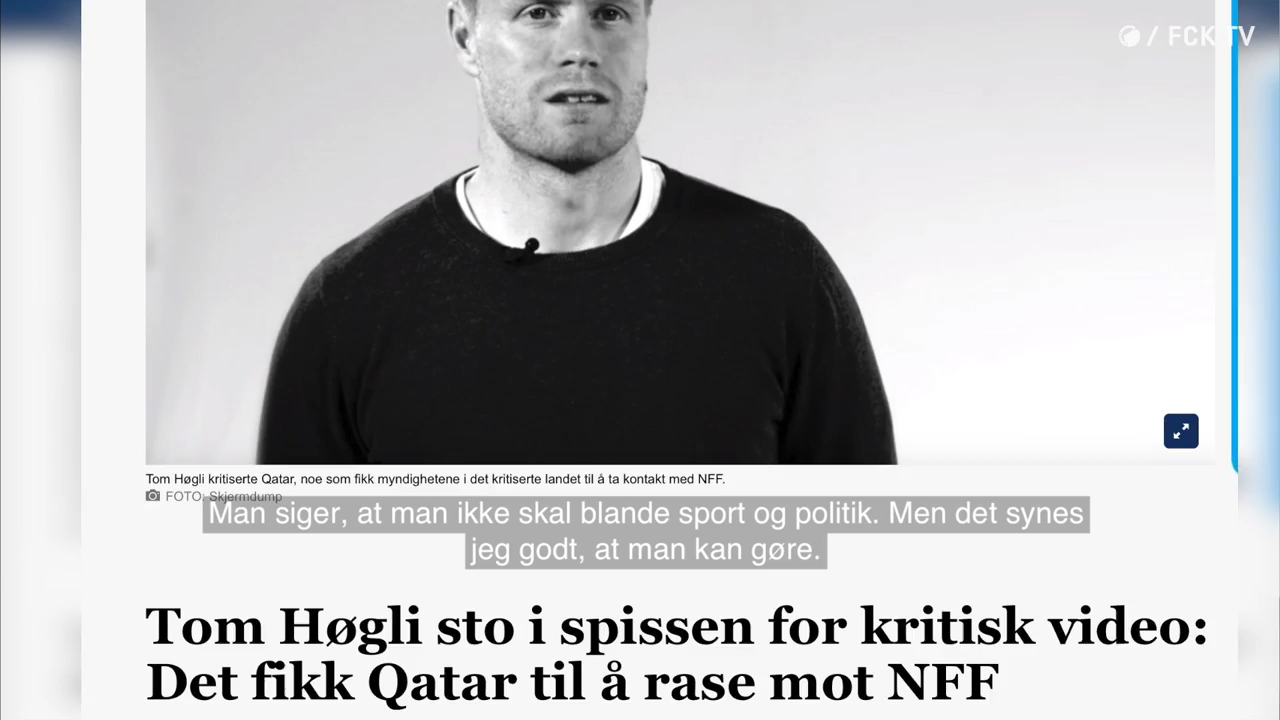 / FCK TV
Tom Høgli kritiserte Qatar, noe som fikk myndighetene i det kritiserte landet til å ta kontakt med NFF.
FOTO: Skjermdump
Man siger, at man ikke skal blande sport og politik. Men det synes
jeg godt, at man kan gøre.
Tom Høgli sto i spissen for kritisk video:
Det fikk Qatar til å rase mot NFF